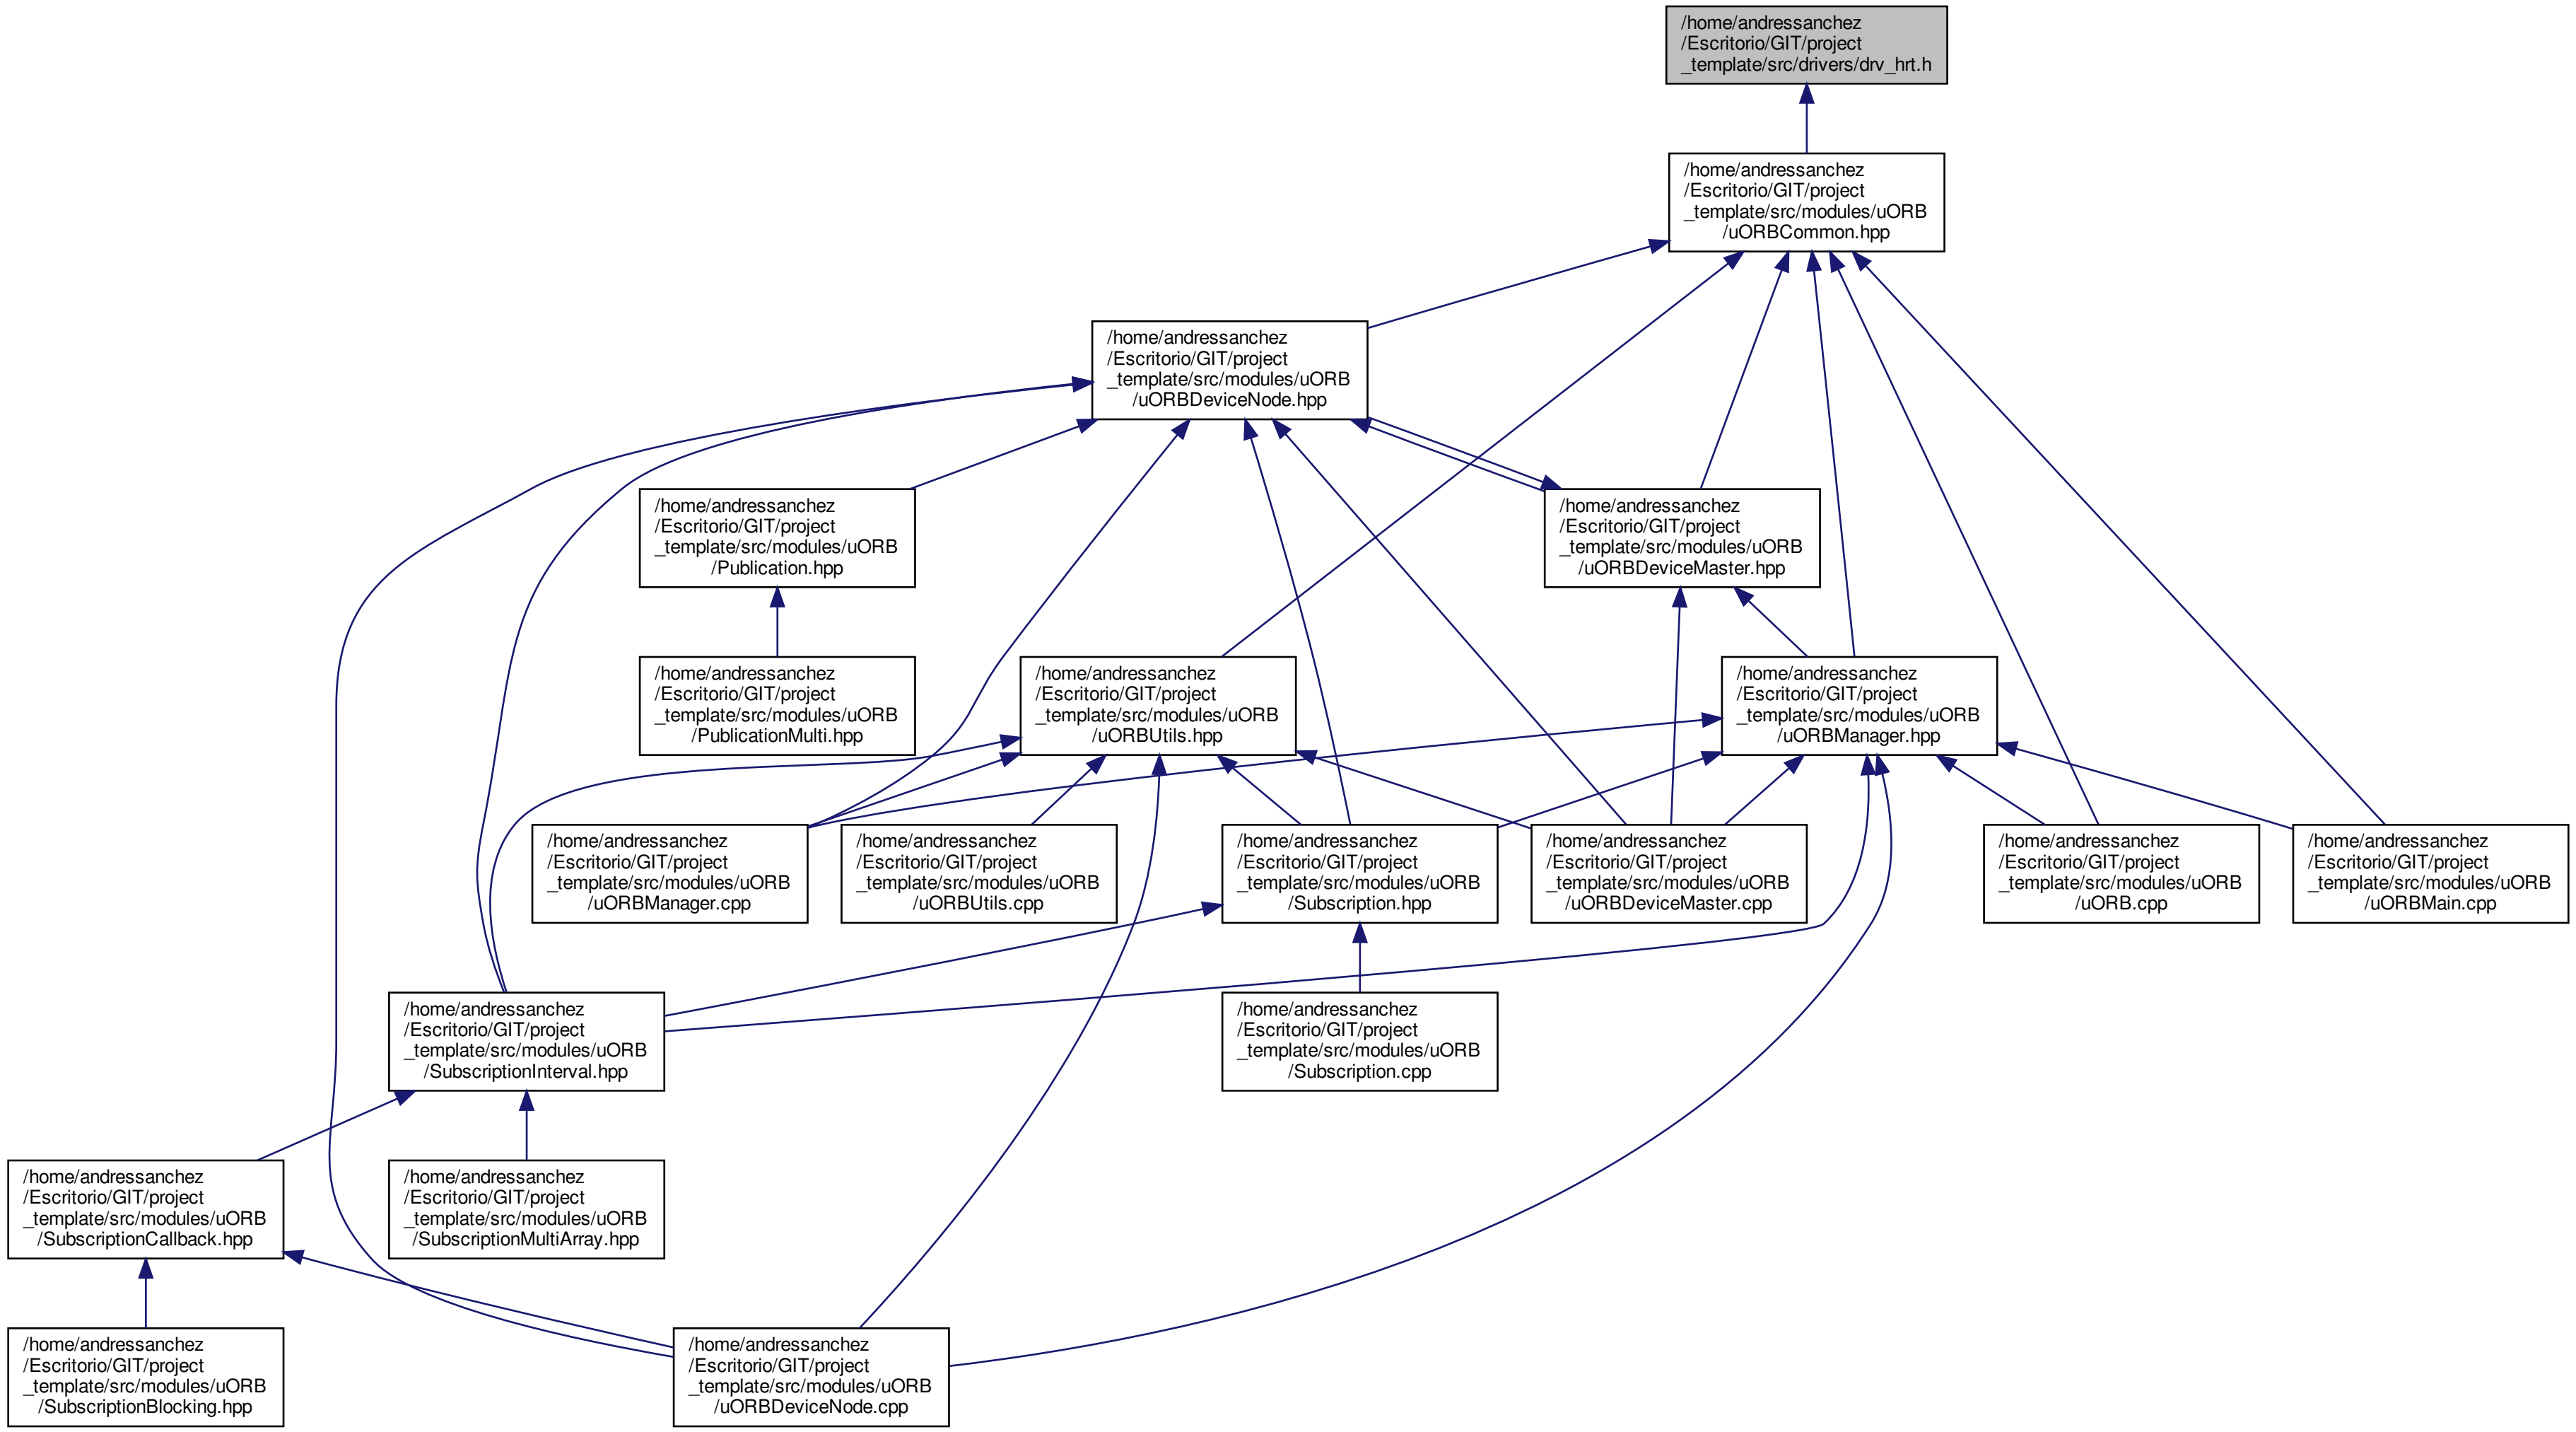 /home/andressanchez
/Escritorio/GIT/project
_template/src/drivers/drv_hrt.h
/home/andressanchez
/Escritorio/GIT/project
_template/src/modules/uORB
/uORBCommon.hpp
/home/andressanchez
/Escritorio/GIT/project
_template/src/modules/uORB
/uORBDeviceNode.hpp
/home/andressanchez
/Escritorio/GIT/project
_template/src/modules/uORB
/Publication.hpp
/home/andressanchez
/Escritorio/GIT/project
_template/src/modules/uORB
/uORBDeviceMaster.hpp
/home/andressanchez
/Escritorio/GIT/project
_template/src/modules/uORB
/PublicationMulti.hpp
/home/andressanchez
/Escritorio/GIT/project
_template/src/modules/uORB
/uORBUtils.hpp
/home/andressanchez
/Escritorio/GIT/project
_template/src/modules/uORB
/uORBManager.hpp
/home/andressanchez
/Escritorio/GIT/project
_template/src/modules/uORB
/uORBManager.cpp
/home/andressanchez
/Escritorio/GIT/project
_template/src/modules/uORB
/uORBUtils.cpp
/home/andressanchez
/Escritorio/GIT/project
_template/src/modules/uORB
/Subscription.hpp
/home/andressanchez
/Escritorio/GIT/project
_template/src/modules/uORB
/uORBDeviceMaster.cpp
/home/andressanchez
/Escritorio/GIT/project
_template/src/modules/uORB
/uORB.cpp
/home/andressanchez
/Escritorio/GIT/project
_template/src/modules/uORB
/uORBMain.cpp
/home/andressanchez
/Escritorio/GIT/project
_template/src/modules/uORB
/SubscriptionInterval.hpp
/home/andressanchez
/Escritorio/GIT/project
_template/src/modules/uORB
/Subscription.cpp
/home/andressanchez
/Escritorio/GIT/project
_template/src/modules/uORB
/SubscriptionCallback.hpp
/home/andressanchez
/Escritorio/GIT/project
_template/src/modules/uORB
/SubscriptionMultiArray.hpp
/home/andressanchez
/Escritorio/GIT/project
_template/src/modules/uORB
/SubscriptionBlocking.hpp
/home/andressanchez
/Escritorio/GIT/project
_template/src/modules/uORB
/uORBDeviceNode.cpp